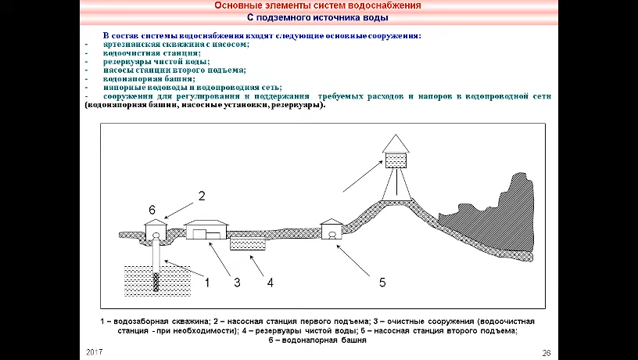 Основные элементы систем водоснабжения
С подземного источника воды
В состав системы водоснабжения входят следующие основные сооружения:
- артезианская скважина с насосом;
- водоочистная станция;
- резервуары чистой воды;
- насосы станции второго подъема;
- водонапорная башня;
- напорные водоводы и водопроводная сеть;
- сооружения для регулирования и поддержания требуемых расходов и напоров в водопроводной сети
(водонапорная башни, насосные установки, резервуары).
6
2
1
3
4
5
1 – водозаборная скважина; 2 – насосная станция первого подъема; 3 – очистные сооружения (водоочистная
станция - при необходимости); 4 – резервуары чистой воды; 5 – насосная станция второго подъема;
6 – водонапорная башня
2017
26